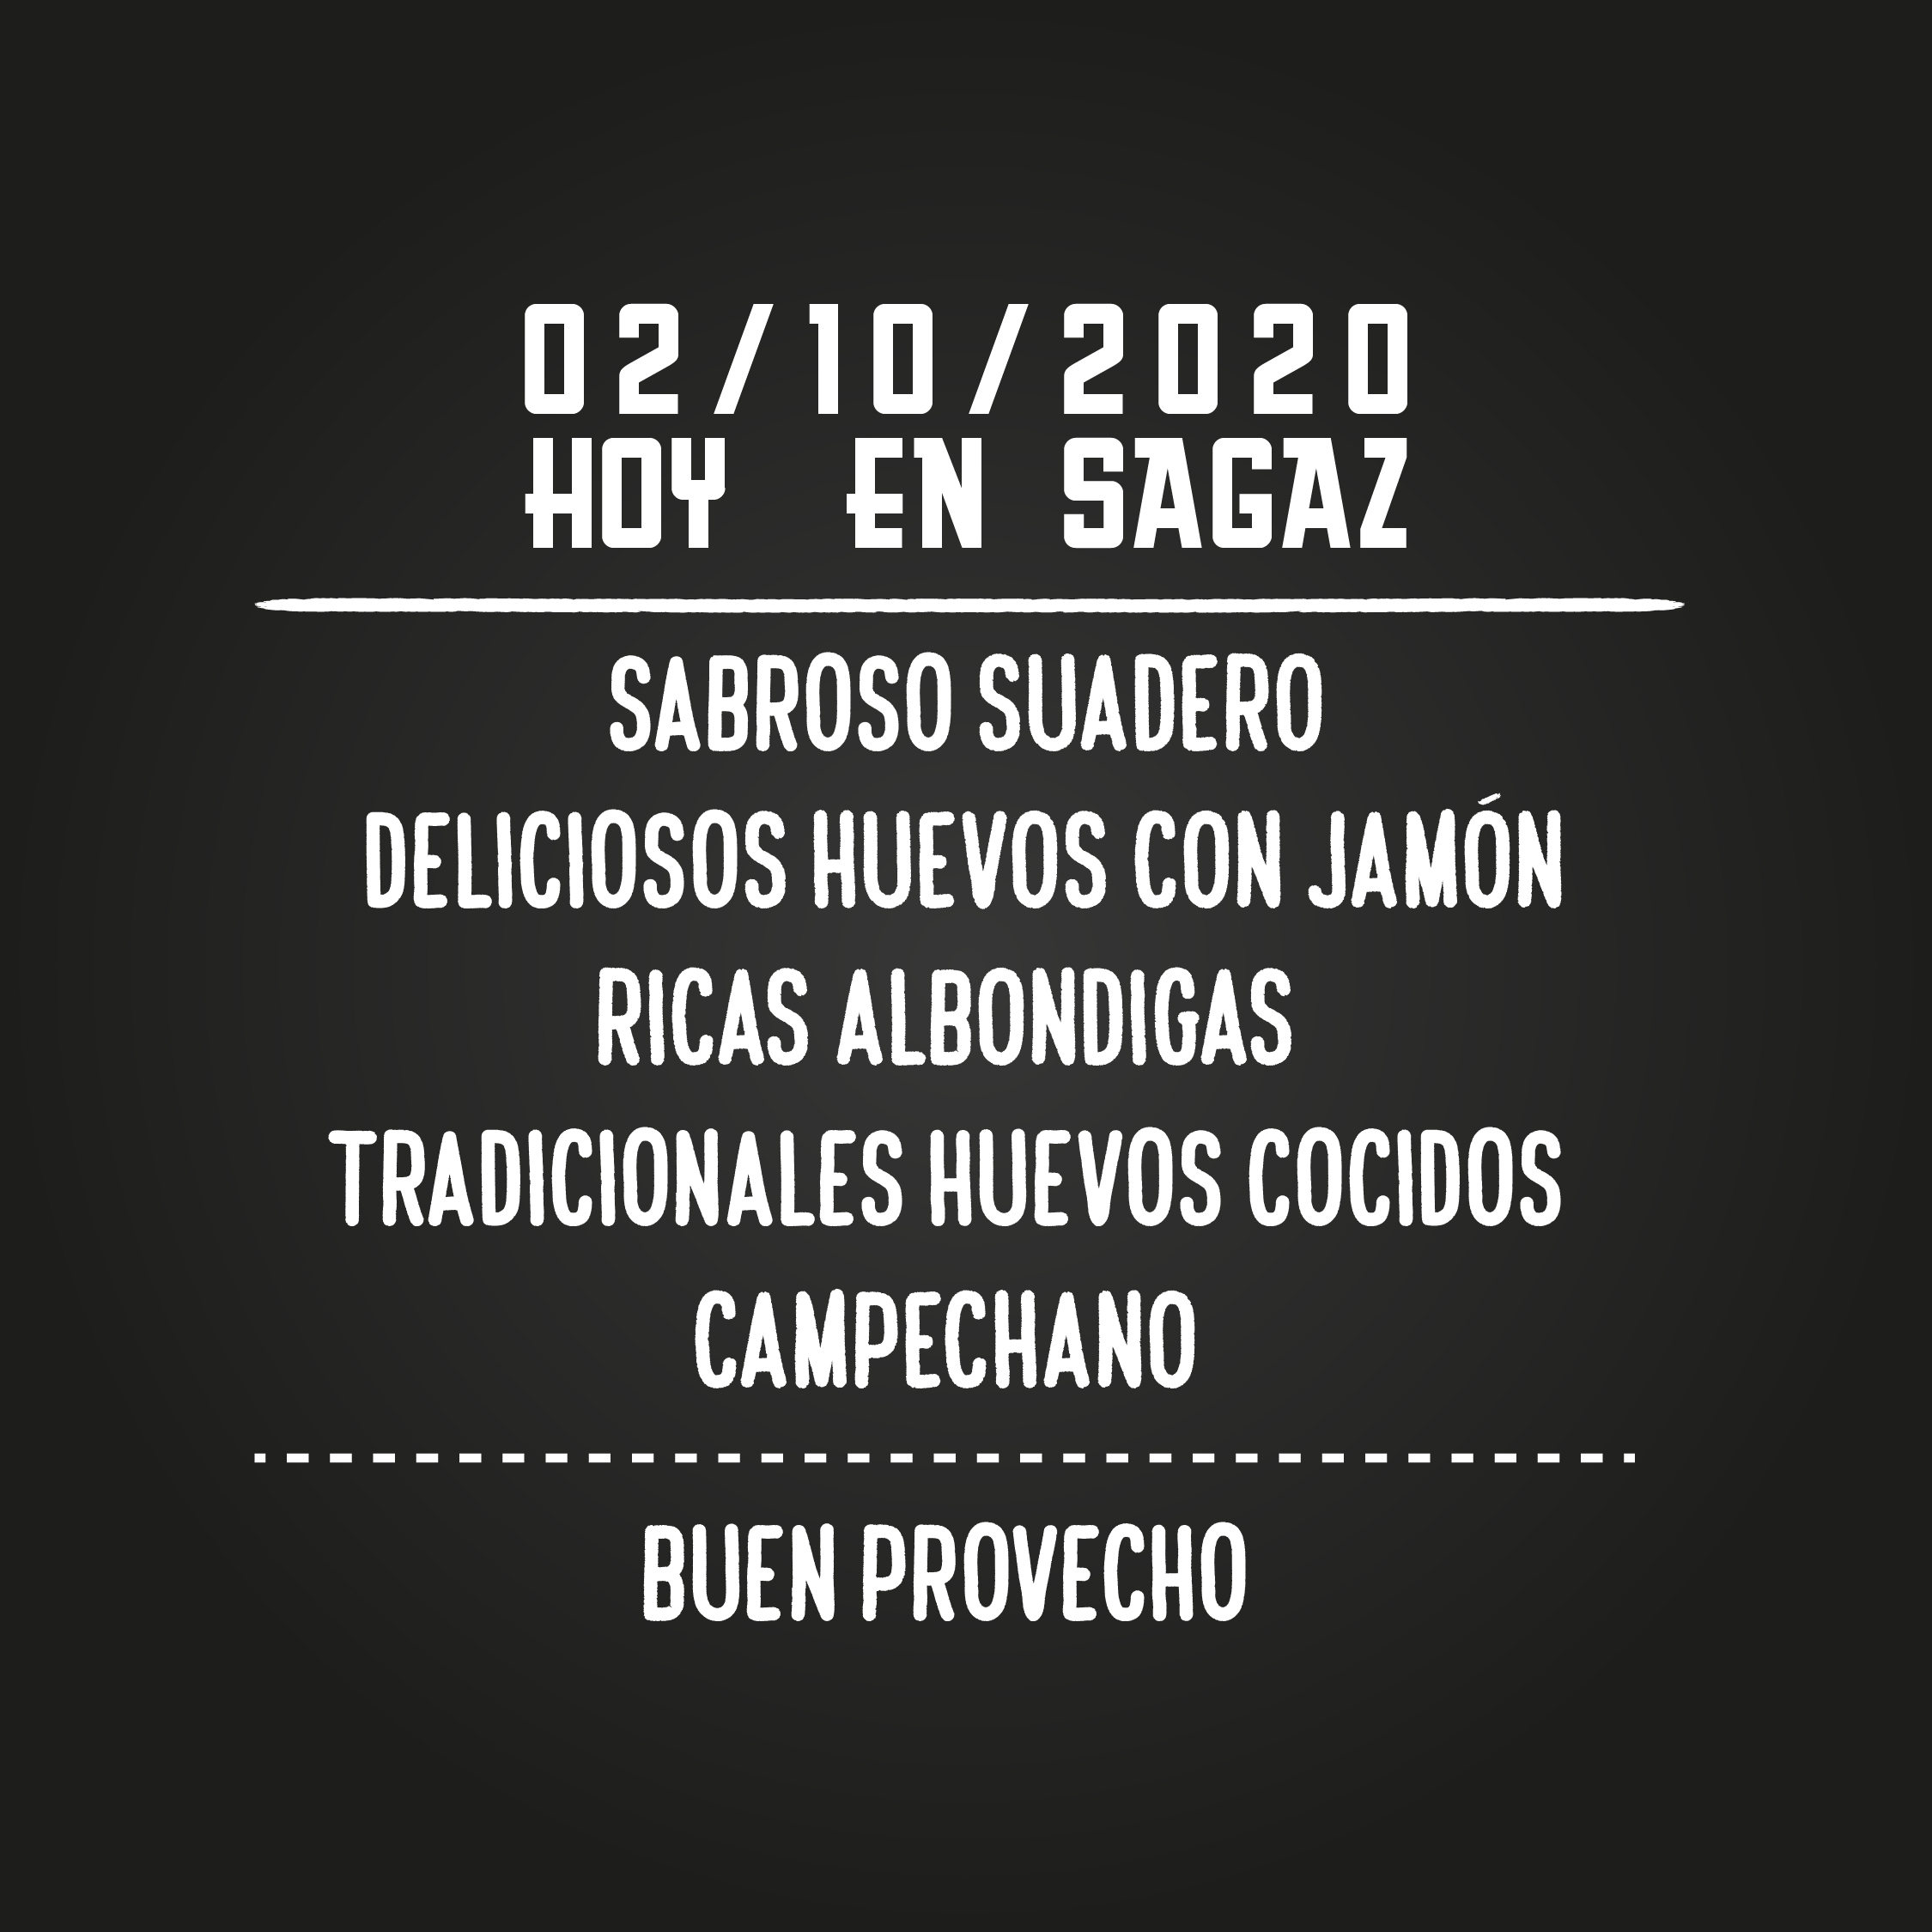 02/10/2020
HOY EN SAGAZ
SABROSO SUADERO
DELICIOSOS HUEVOS CON JAMÓN
RICAS ALBONDIGAS
TRADICIONALES HUEVOS COCIDOS
CAMPECHANO
BUEN PROVECHO